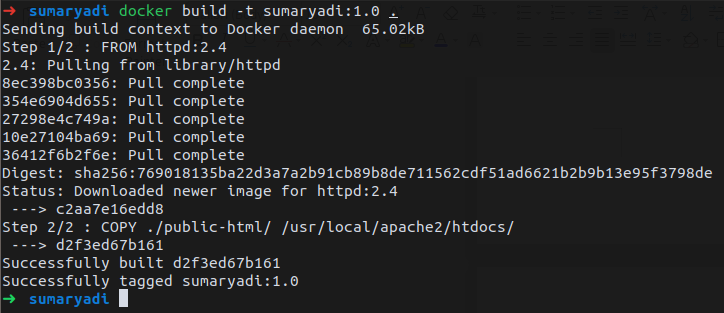 ➜ sumaryadi docker build -t sumaryadi:1.0 .
Sending build context to Docker daemon  65.02kB
Step 1/2 : FROM httpd:2.4
2.4: Pulling from library/httpd
8ec398bc0356: Pull complete
354e6904d655: Pull complete
27298e4c749a: Pull complete
10e27104ba69: Pull complete
36412f6b2f6e: Pull complete
Digest: sha256:769018135ba22d3a7a2b91cb89b8de711562cdf51ad6621b2b9b13e95f3798de
Status: Downloaded newer image for httpd:2.4
 ---> c2aa7e16edd8
Step 2/2 : COPY ./public-html/ /usr/local/apache2/htdocs/
 ---> d2f3ed67b161
Successfully built d2f3ed67b161
Successfully tagged sumaryadi:1.0
➜ sumaryadi